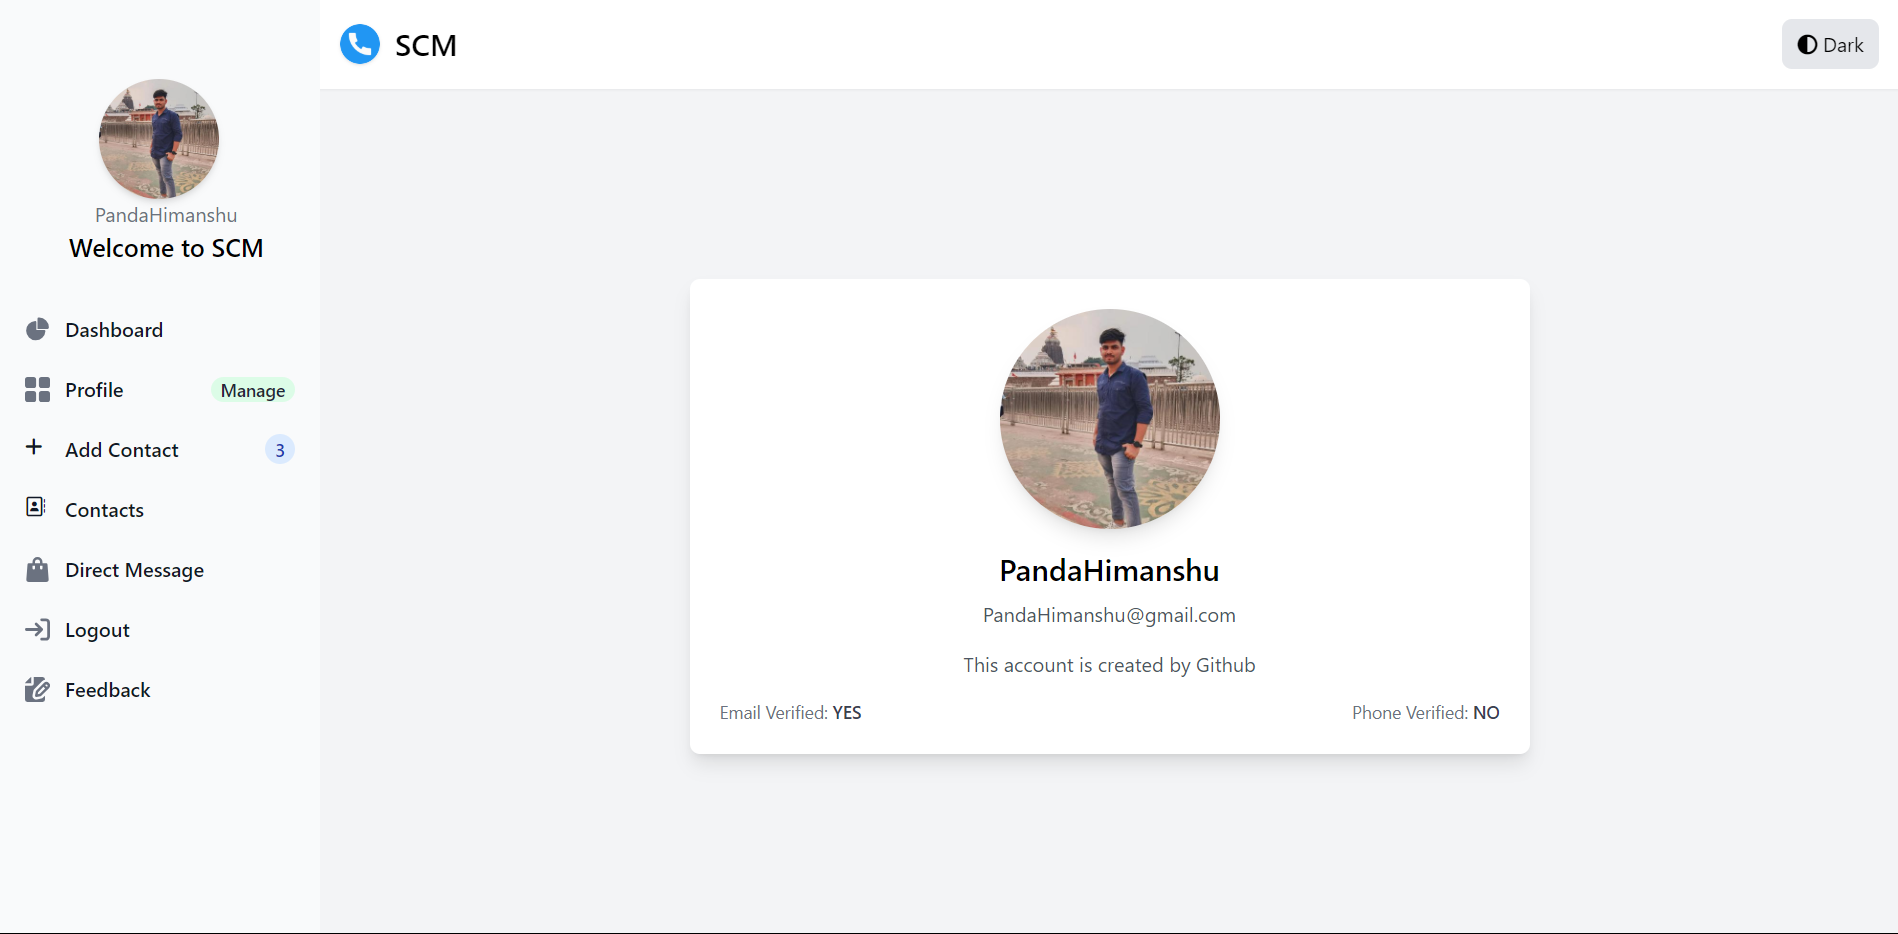 SCM
Dark
PandaHimanshu
Welcome to SCM
Dashboard
Profile Manage
Add Contact 3
Contacts
Direct Message
Logout
Feedback
PandaHimanshu
PandaHimanshu@gmail.com
This account is created by Github
Email Verified: YES
Phone Verified: NO